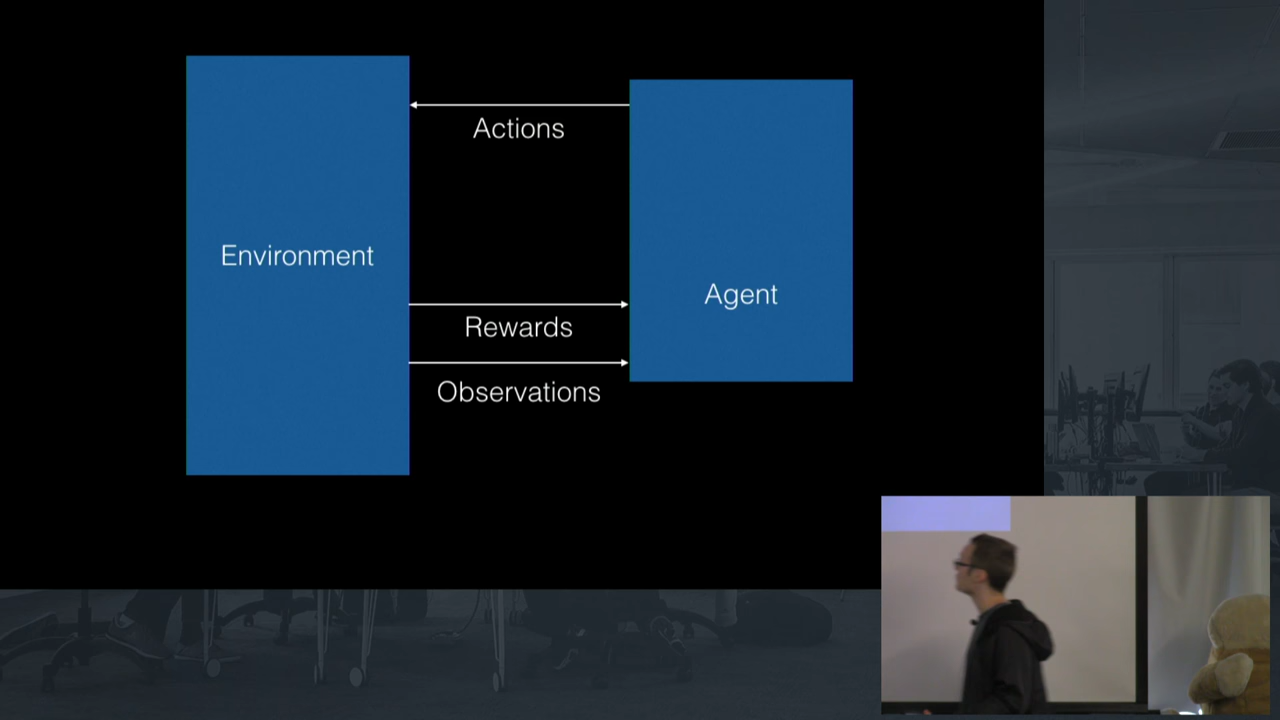 Actions
Environment
Agent
Rewards
Observations